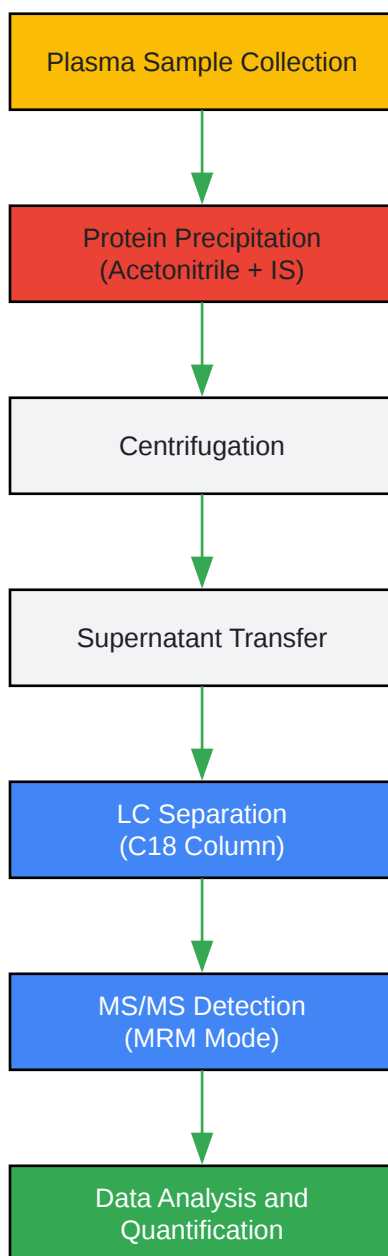 Plasma Sample Collection
Protein Precipitation
(Acetonitrile + IS)
Centrifugation
Supernatant Transfer
LC Separation
(C18 Column)
MS/MS Detection
(MRM Mode)
Data Analysis and
Quantification